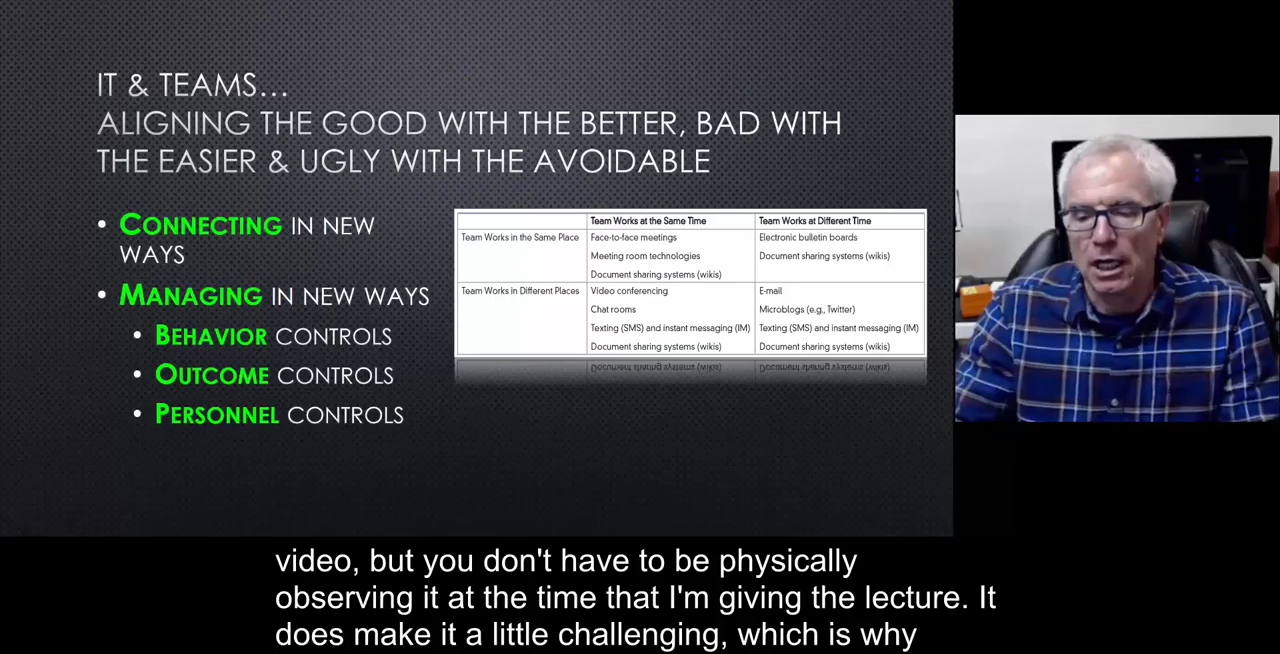 IT & TEAMS...
ALIGNING THE GOOD WITH THE BETTER, BAD WITH
THE EASIER & UGLY WITH THE AVOIDABLE
• CONNECTING IN NEW
WAYS
• MANAGING IN NEW WAYS
• BEHAVIOR CONTROLS
• OUTCOME CONTROLS
• PERSONNEL CONTROLS
Team Works at the Same Time Team Works at Different Time
Team Works in the Same Place Face-to-face meetings Electronic bulletin boards
Meeting room technologies Document sharing systems (wikis)
Document sharing systems (wikis)
Team Works in Different Places Video conferencing E-mail
Chat rooms Microblogs (e.g., Twitter)
Texting (SMS) and instant messaging (IM) Texting (SMS) and instant messaging (IM)
Document sharing systems (wikis) Document sharing systems (wikis)
video, but you don't have to be physically
observing it at the time that I'm giving the lecture. It
does make it a little challenging, which is why